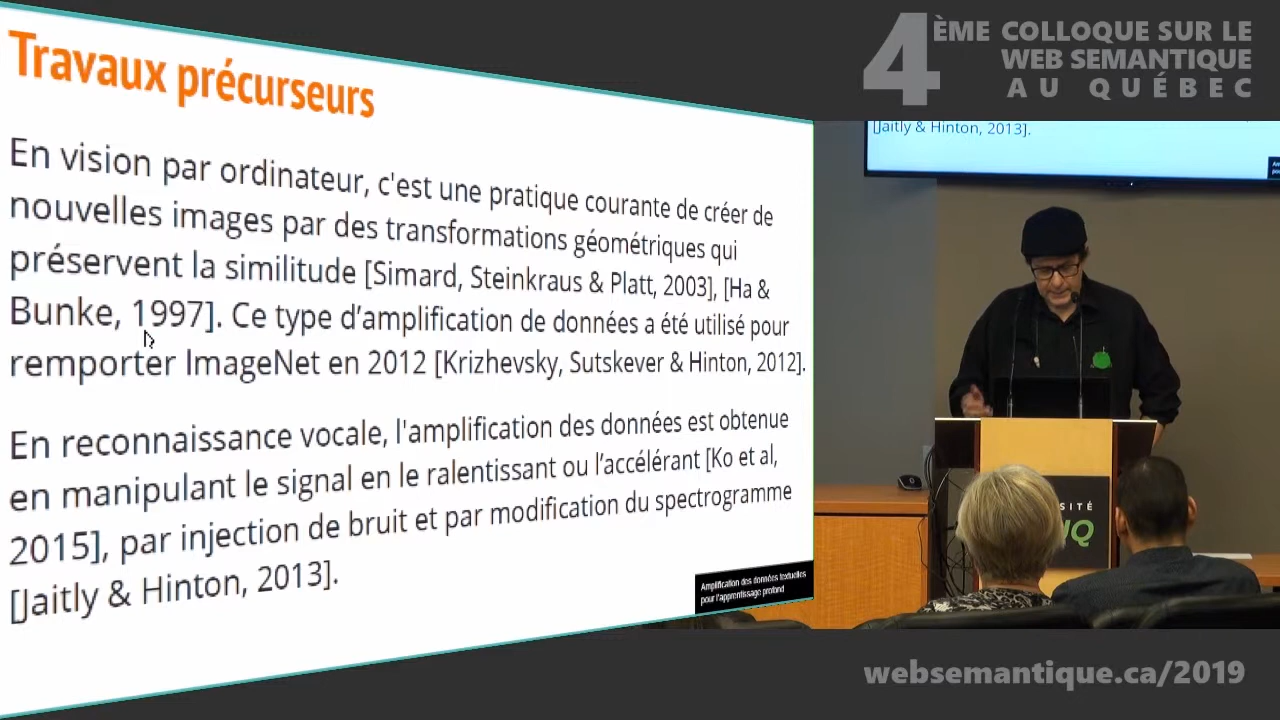 Travaux précurseurs
En vision par ordinateur, c'est une pratique courante de créer de
nouvelles images par des transformations géométriques qui
préservent la similitude [Simard, Steinkraus & Platt, 2003], [Ha &
Bunke, 1997]. Ce type d’amplification de données a été utilisé pour
remporter ImageNet en 2012 [Krizhevsky, Sutskever & Hinton, 2012].
En reconnaissance vocale, l'amplification des données est obtenue
en manipulant le signal en le ralentissant ou l’accélérant [Ko et al,
2015], par injection de bruit et par modification du spectrogramme
[Jaitly & Hinton, 2013].
Amplification des données textuelles
pour l'apprentissage profond
4ÈME COLLOQUE SUR LE
WEB SEMANTIQUE
AU QUÉBEC
[Jaitly & Hinton, 2013].
websemantique.ca/2019